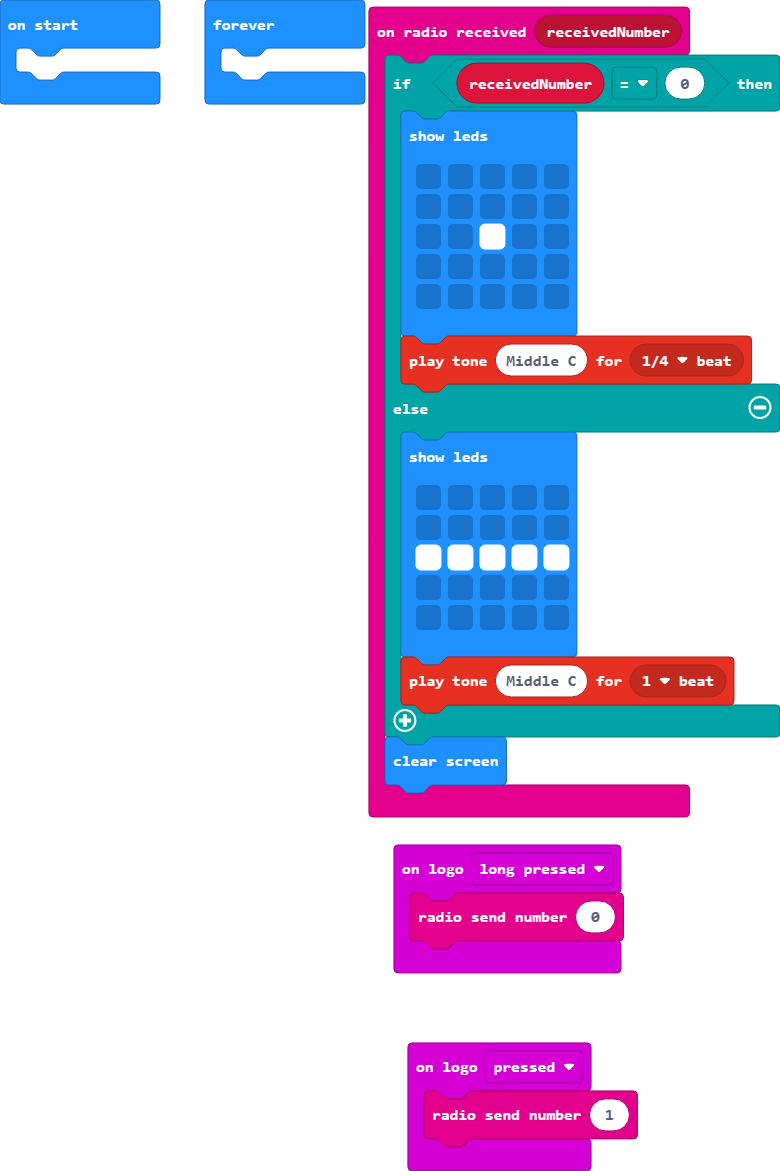 on start
forever
on radio received receivedNumber
if receivedNumber = 0 then
show leds
play tone Middle C for 1/4 beat
else
show leds
play tone Middle C for 1 beat
clear screen
on logo long pressed
radio send number 0
on logo pressed
radio send number 1